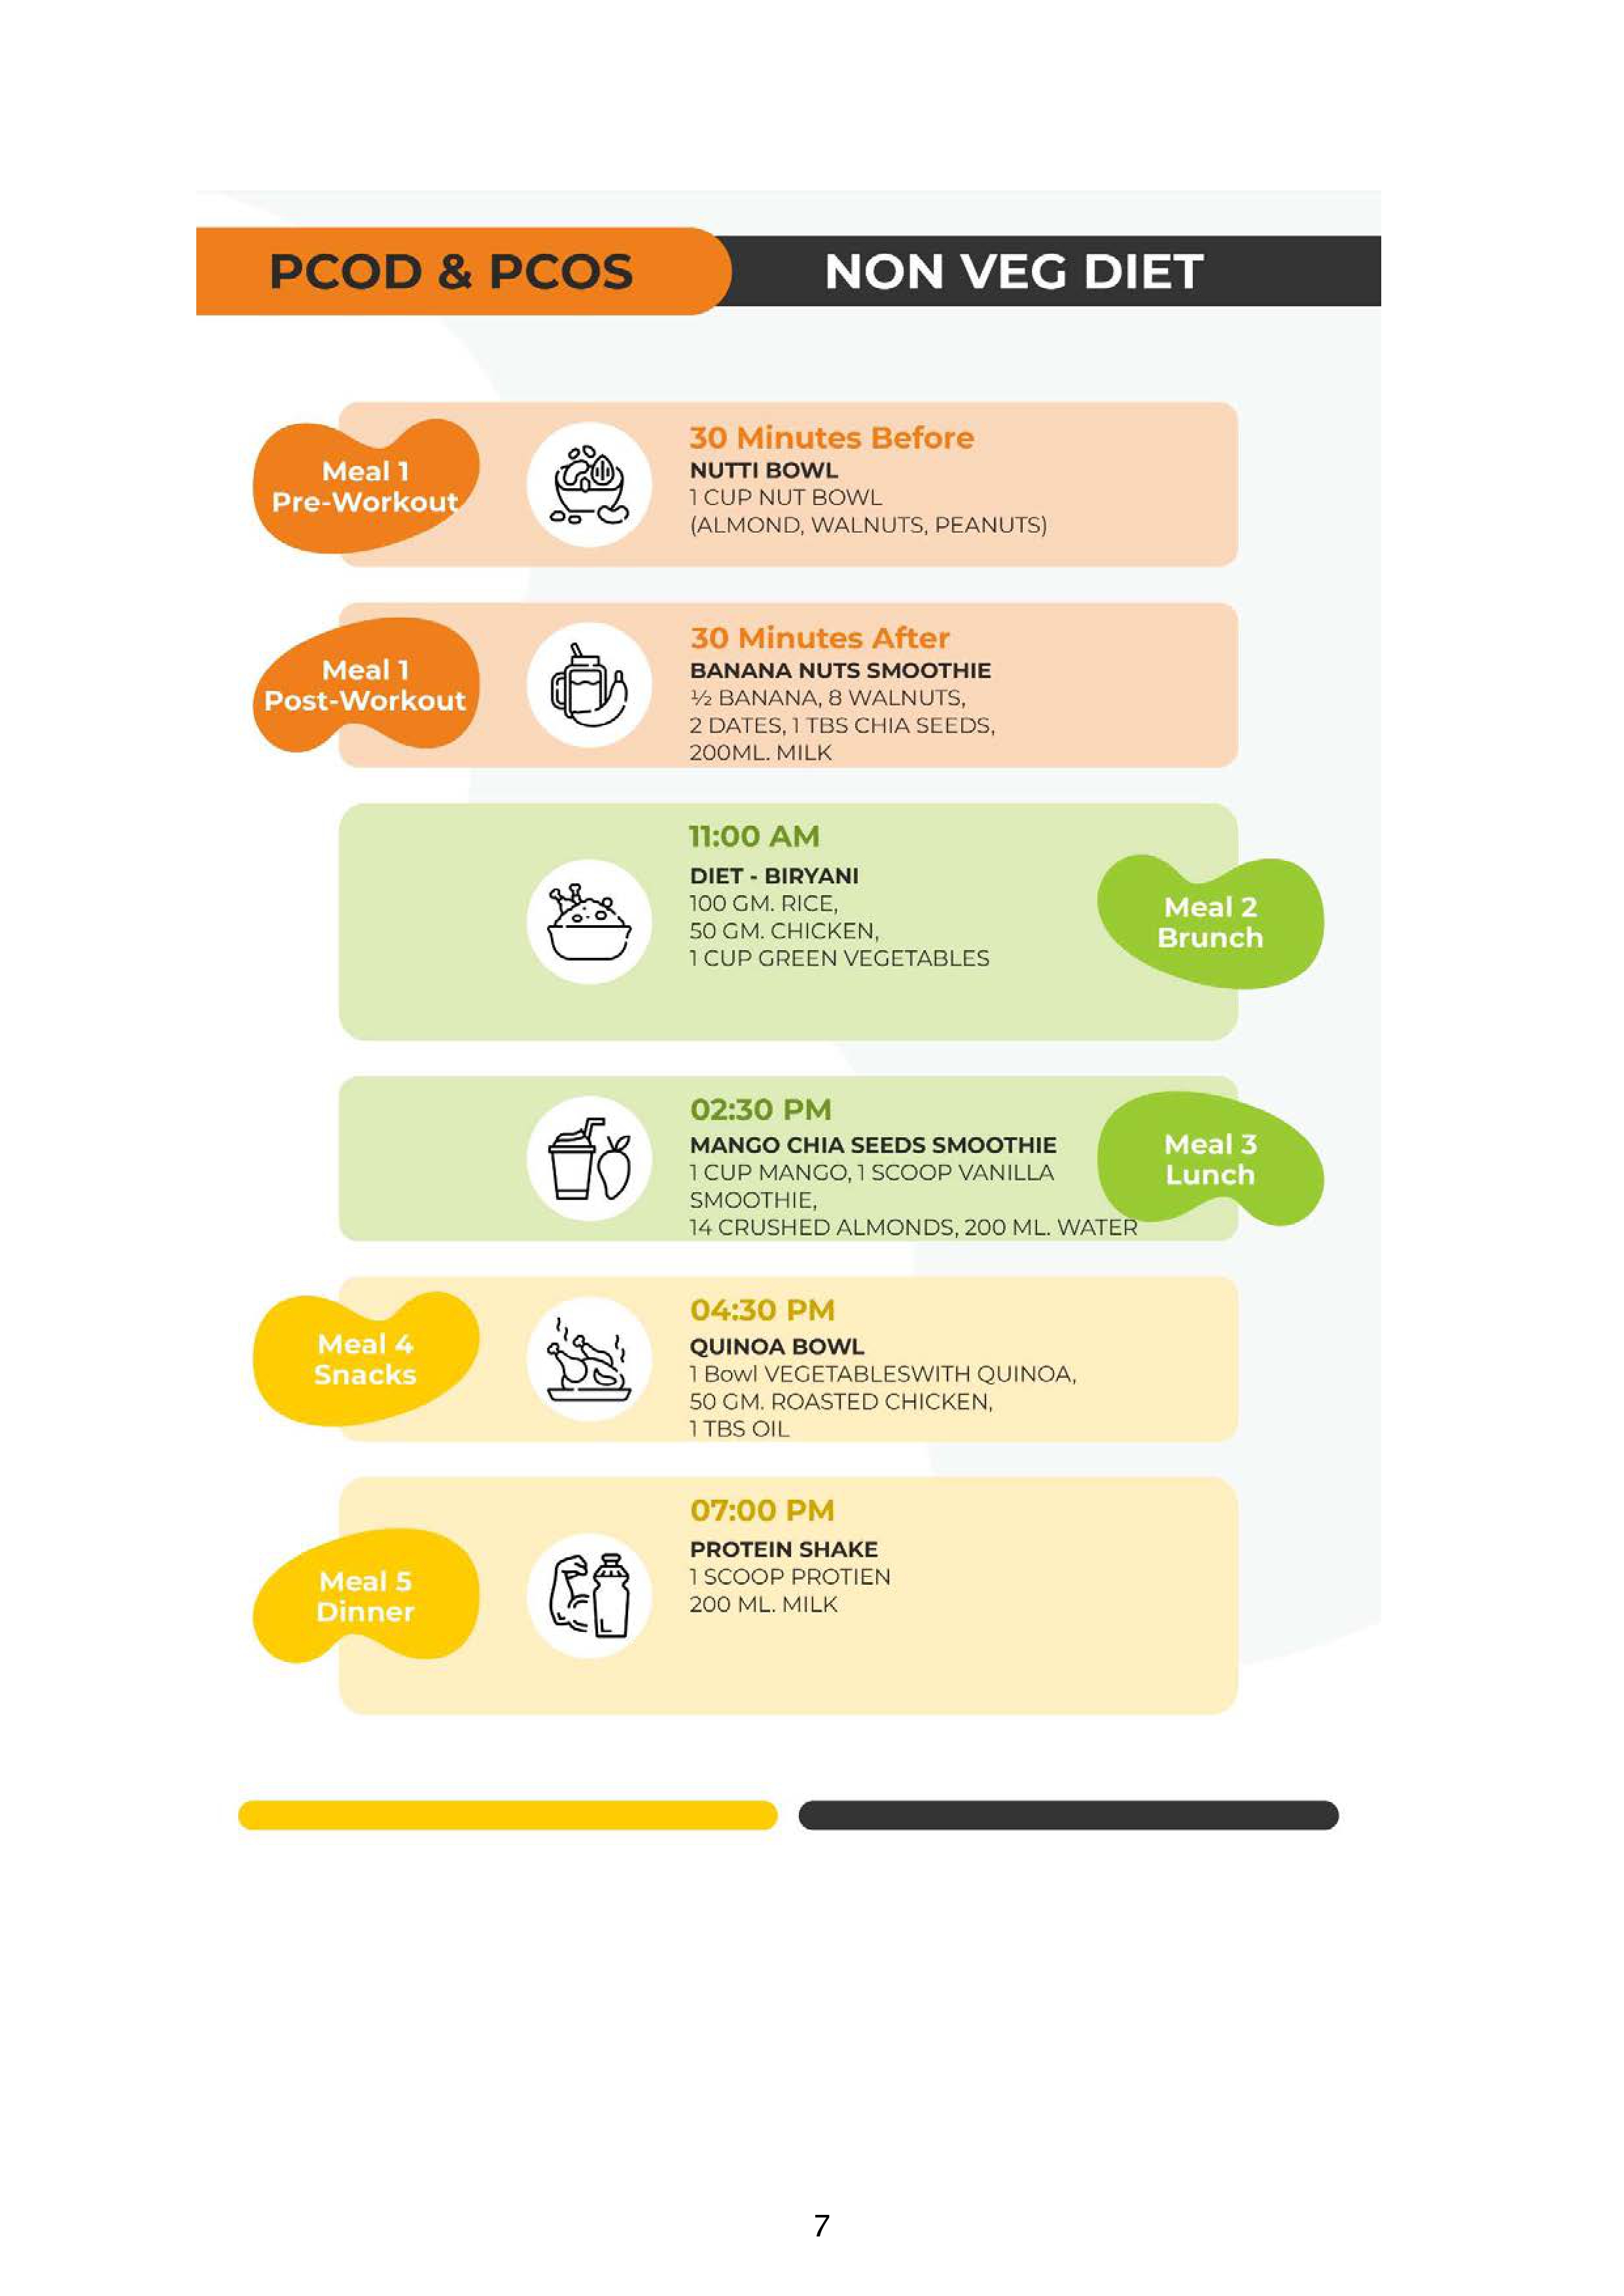 PCOD & PCOS
NON VEG DIET
Meal 1
Pre-Workout
30 Minutes Before
NUTTI BOWL
1 CUP NUT BOWL
(ALMOND, WALNUTS, PEANUTS)
Meal 1
Post-Workout
30 Minutes After
BANANA NUTS SMOOTHIE
½ BANANA, 8 WALNUTS,
2 DATES, 1 TBS CHIA SEEDS,
200ML. MILK
11:00 AM
DIET - BIRYANI
100 GM. RICE,
50 GM. CHICKEN,
1 CUP GREEN VEGETABLES
Meal 2
Brunch
02:30 PM
MANGO CHIA SEEDS SMOOTHIE
1 CUP MANGO, 1 SCOOP VANILLA
SMOOTHIE,
14 CRUSHED ALMONDS, 200 ML. WATER
Meal 3
Lunch
Meal 4
Snacks
04:30 PM
QUINOA BOWL
1 Bowl VEGETABLESWITH QUINOA,
50 GM. ROASTED CHICKEN,
1 TBS OIL
Meal 5
Dinner
07:00 PM
PROTEIN SHAKE
1 SCOOP PROTIEN
200 ML. MILK
7